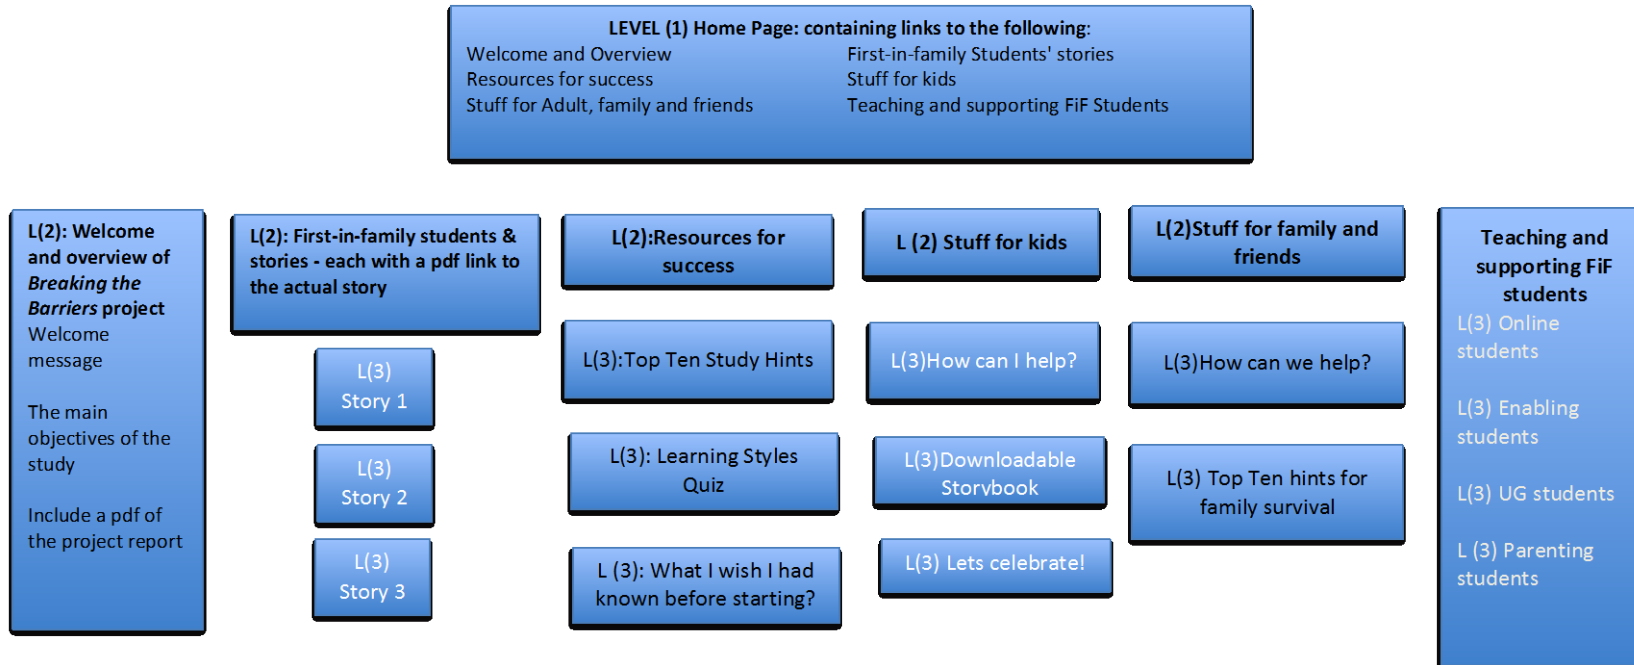 LEVEL (1) Home Page: containing links to the following:
Welcome and Overview
Resources for success
Stuff for Adult, family and friends
First-in-family Students' stories
Stuff for kids
Teaching and supporting FiF Students
L(2): Welcome
and overview of
Breaking the
Barriers project
Welcome
message
The main
objectives of the
study
Include a pdf of
the project report
L(2): First-in-family students &
stories - each with a pdf link to
the actual story
L(3)
Story 1
L(3)
Story 2
L(3)
Story 3
L(2):Resources for
success
L(3):Top Ten Study Hints
L(3): Learning Styles
Quiz
L (3): What I wish I had
known before starting?
L (2) Stuff for kids
L(3)How can I help?
L(3)Downloadable
Storybook
L(3) Lets celebrate!
L(2)Stuff for family and
friends
L(3)How can we help?
L(3) Top Ten hints for
family survival
Teaching and
supporting FiF
students
L(3) Online
students
L(3) Enabling
students
L(3) UG students
L (3) Parenting
students